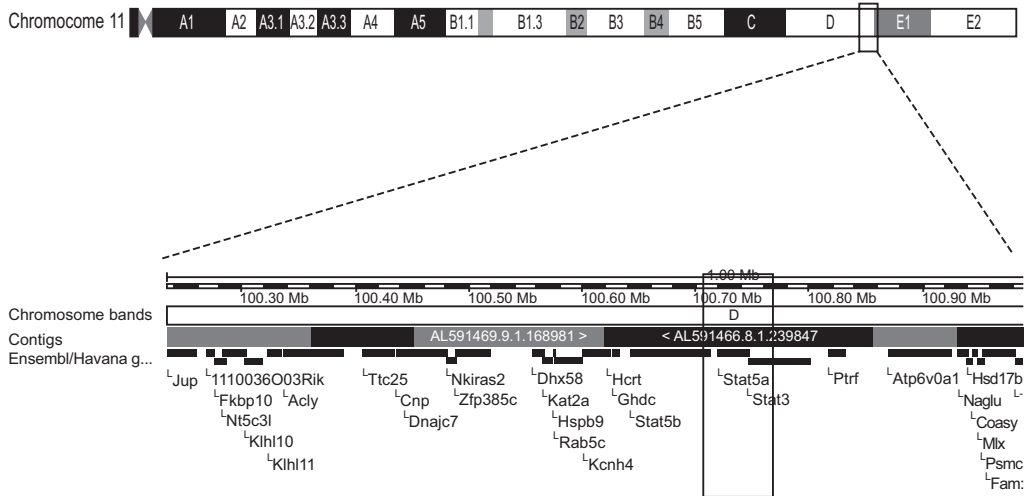 Chromocome 11 A1 A2 A3.1 A3.2 A3.3 A4 A5 B1.1 B1.3 B2 B3 B4 B5 C D E1 E2
1.00 Mb
100.30 Mb 100.40 Mb 100.50 Mb 100.60 Mb 100.70 Mb 100.80 Mb 100.90 Mb
Chromosome bands D
Contigs AL591469.9.1.168981 > < AL591466.8.1.239847
Ensembl/Havana g...
Jup 1110036O03Rik Ttc25 Nkiras2 Dhx58 Hcrt Stat5a Ptrf Atp6v0a1 Hsd17b
Fkbp10 Acly Cnp Zfp385c Kat2a Ghdc Stat3 Naglu
Nt5c3l Dnajc7 Hspb9 Stat5b Coasy
Klhl10 Rab5c Mlx
Klhl11 Kcnh4 Psmc
Fam: